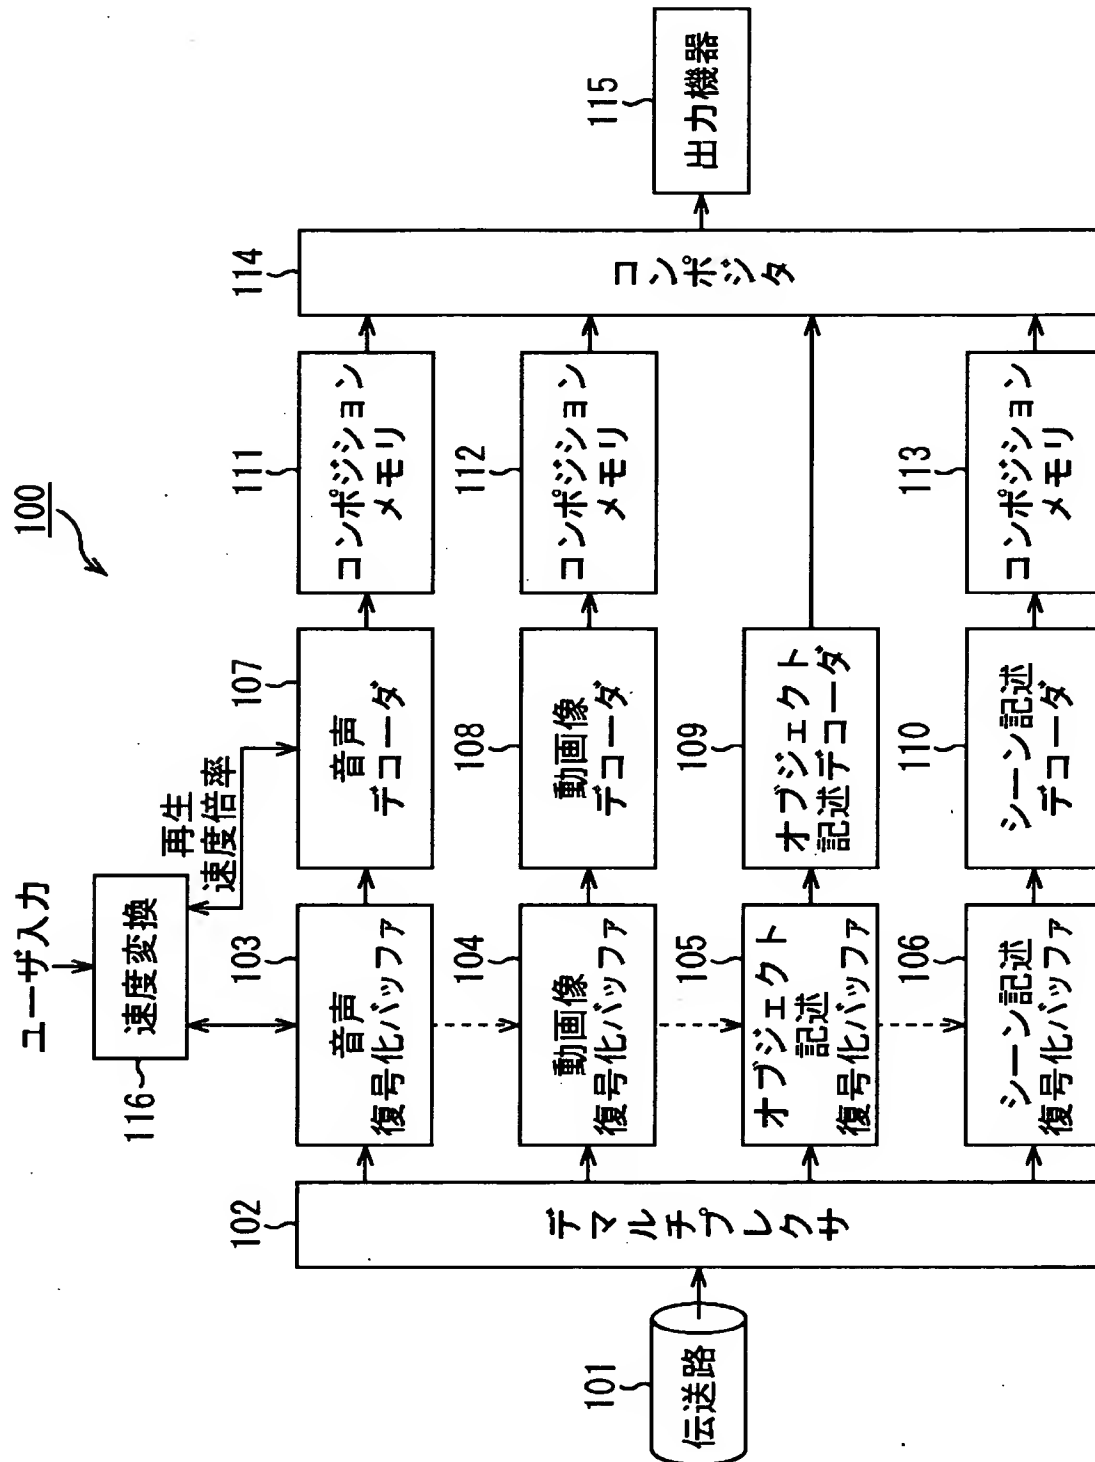 100
ユーザ入力
速度変換
116
再生
速度倍率
伝送路
101
デマルチプレクサ
102
音声
復号化バッファ
103
動画像
復号化バッファ
104
オブジェクト
記述
復号化バッファ
105
シーン記述
復号化バッファ
106
音声
デコーダ
107
動画像
デコーダ
108
オブジェクト
記述デコーダ
109
シーン記述
デコーダ
110
コンポジション
メモリ
111
コンポジション
メモリ
112
コンポジション
メモリ
113
コンポジタ
114
出力機器
115